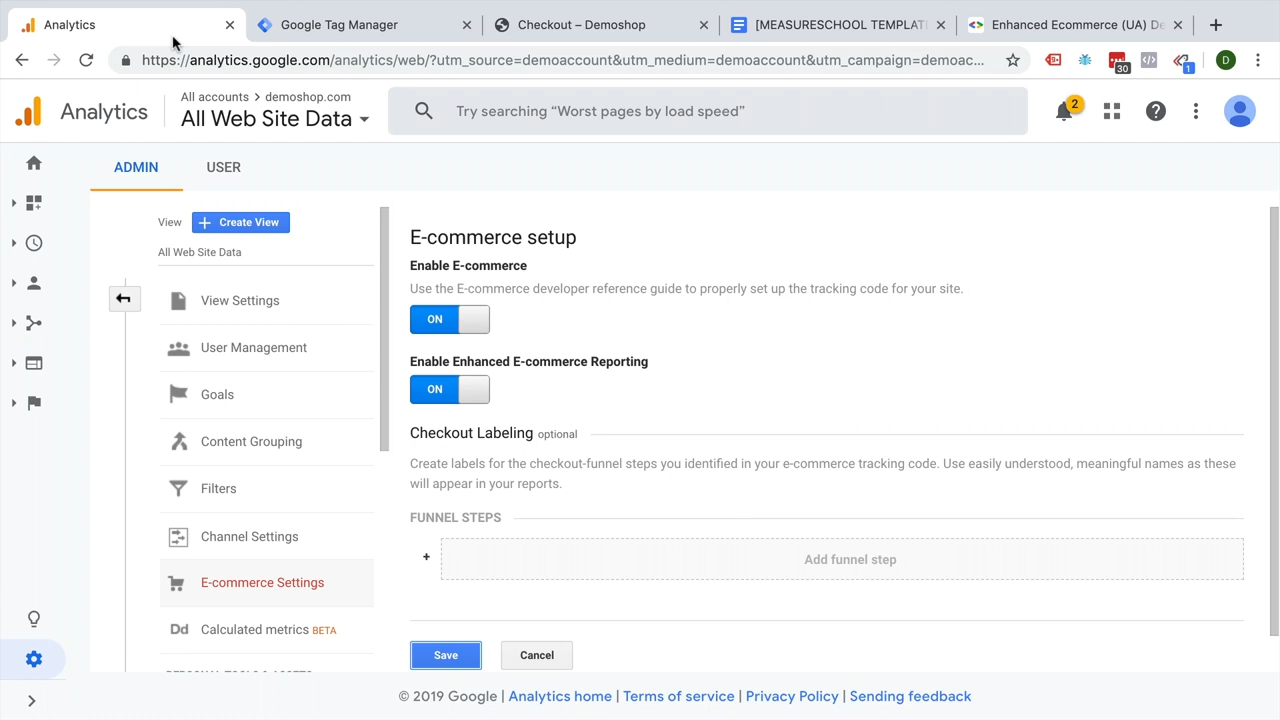 Analytics
Google Tag Manager
Checkout – Demoshop
[MEASURESCHOOL TEMPLAT
Enhanced Ecommerce (UA) De
https://analytics.google.com/analytics/web/?utm_source=demoaccount&utm_medium=demoaccount&utm_campaign=demoac...
30
1
D
Analytics
All accounts > demoshop.com
All Web Site Data
Try searching “Worst pages by load speed”
2
ADMIN
USER
View
+ Create View
All Web Site Data
View Settings
User Management
Goals
Content Grouping
Filters
Channel Settings
E-commerce Settings
Dd Calculated metrics BETA
E-commerce setup
Enable E-commerce
Use the E-commerce developer reference guide to properly set up the tracking code for your site.
ON
Enable Enhanced E-commerce Reporting
ON
Checkout Labeling optional
Create labels for the checkout-funnel steps you identified in your e-commerce tracking code. Use easily understood, meaningful names as these
will appear in your reports.
FUNNEL STEPS
+ Add funnel step
Save
Cancel
© 2019 Google | Analytics home | Terms of service | Privacy Policy | Sending feedback